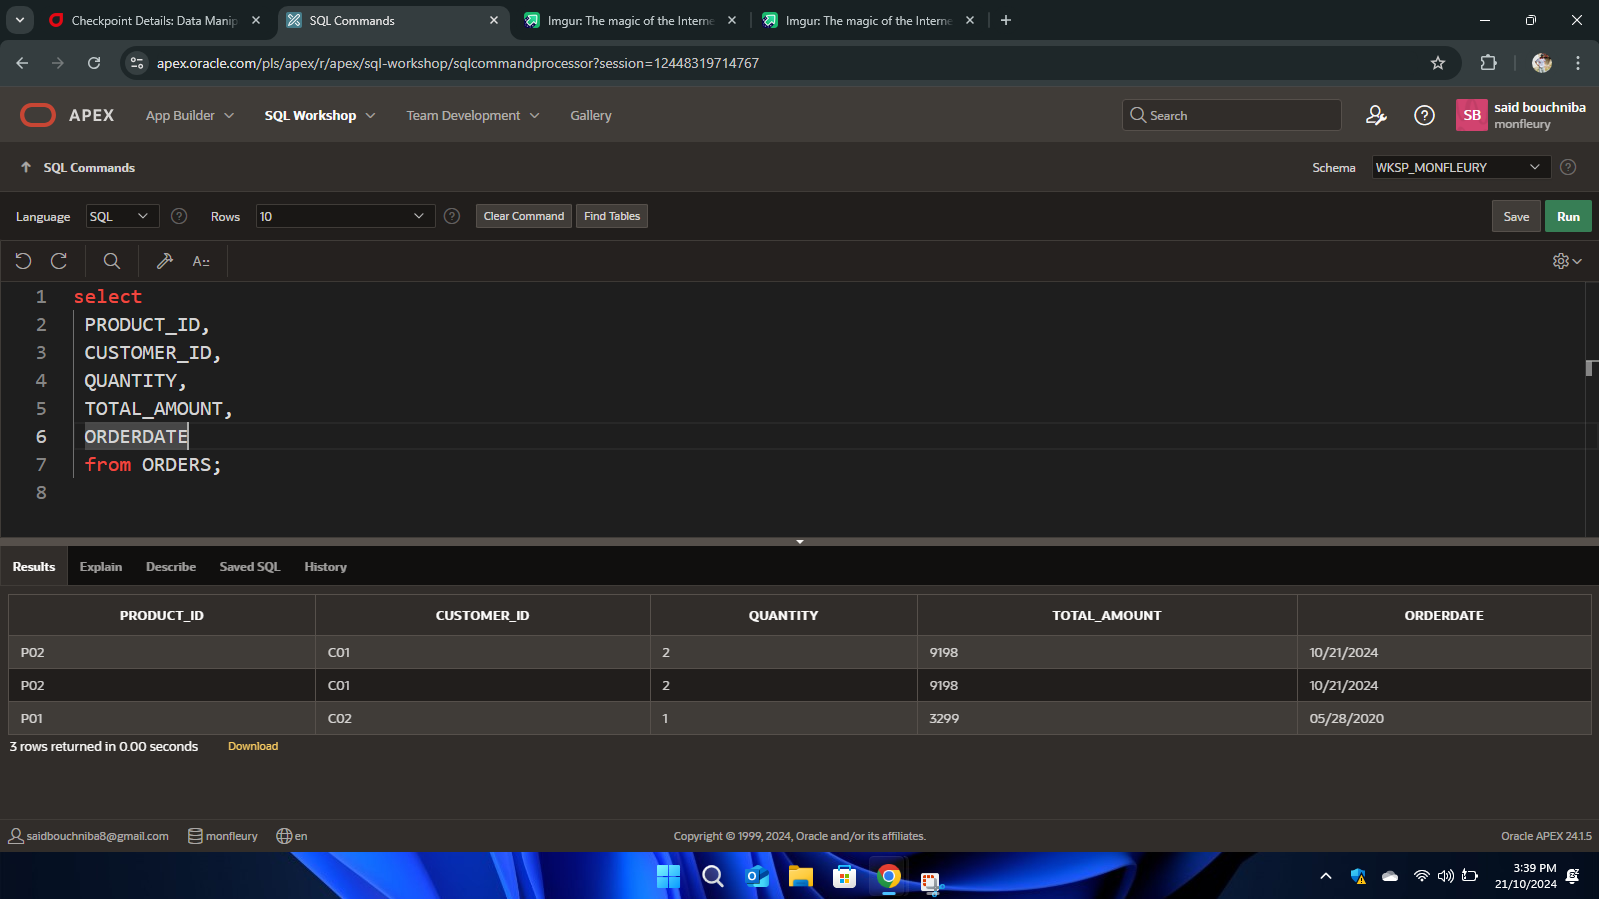 Checkpoint Details: Data Manip
SQL Commands
Imgur: The magic of the Interne
Imgur: The magic of the Interne
apex.oracle.com/pls/apex/r/apex/sql-workshop/sqlcommandprocessor?session=12448319714767
APEX App Builder SQL Workshop Team Development Gallery Search SB said bouchniba
monfleury
SQL Commands Schema WKSP_MONFLEURY
Language SQL Rows 10 Clear Command Find Tables Save Run
1 select
2 PRODUCT_ID,
3 CUSTOMER_ID,
4 QUANTITY,
5 TOTAL_AMOUNT,
6 ORDERDATE
7 from ORDERS;
8
Results Explain Describe Saved SQL History
PRODUCT_ID CUSTOMER_ID QUANTITY TOTAL_AMOUNT ORDERDATE
P02 C01 2 9198 10/21/2024
P02 C01 2 9198 10/21/2024
P01 C02 1 3299 05/28/2020
3 rows returned in 0.00 seconds Download
saidbouchniba8@gmail.com monfleury en Copyright © 1999, 2024, Oracle and/or its affiliates. Oracle APEX 24.1.5
3:39 PM
21/10/2024